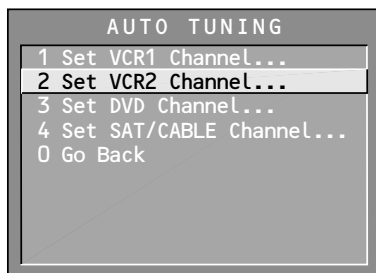 AUTO TUNING
1 Set VCR1 Channel...
2 Set VCR2 Channel...
3 Set DVD Channel...
4 Set SAT/CABLE Channel...
0 Go Back